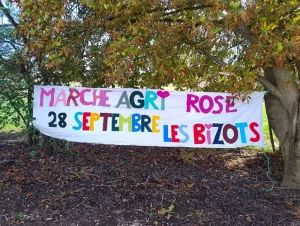 MARCHE AGRI ROSE
28 SEPTEMBRE LES BIZOTS